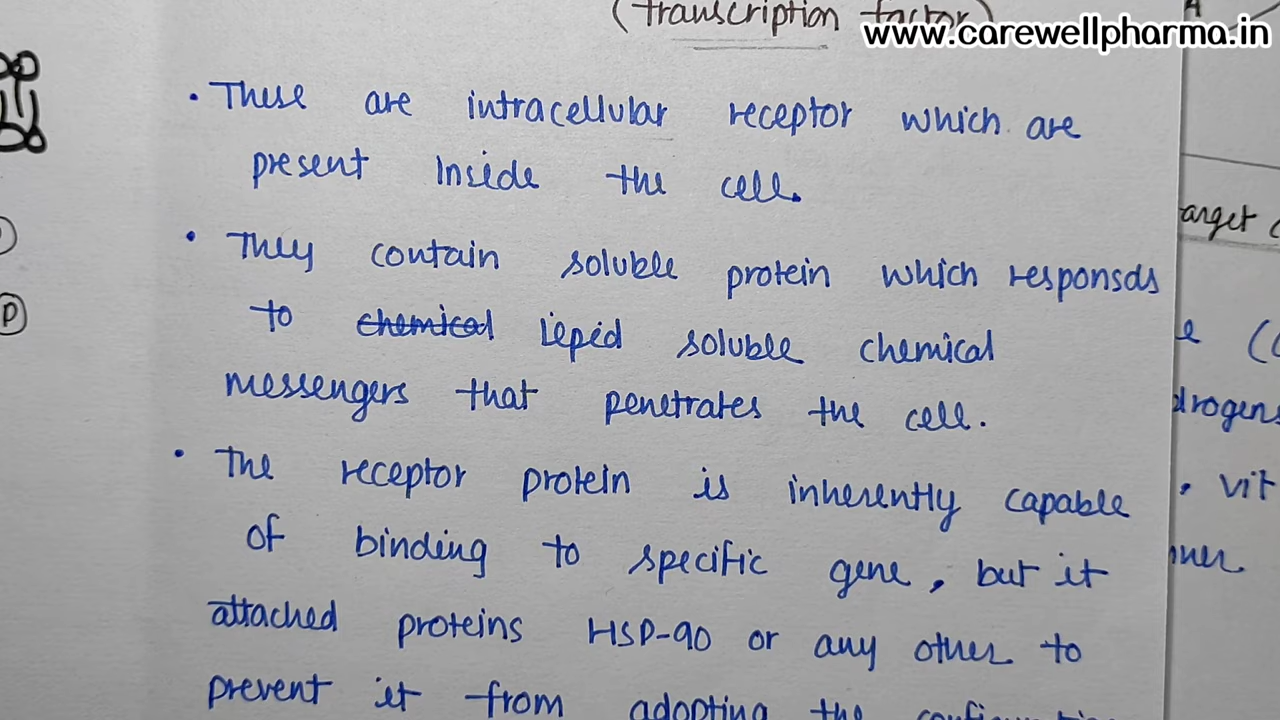 (transcription factor)
www.carewellpharma.in
• These are intracellular receptor which are
present inside the cell.
• They contain soluble protein which responsds
to chemical lipid soluble chemical
messengers that penetrates the cell.
• The receptor protein is inherently capable
of binding to specific gene, but it
attached proteins HSP-90 or any other to
prevent it from adopting the
arget
drogens
, vit
P